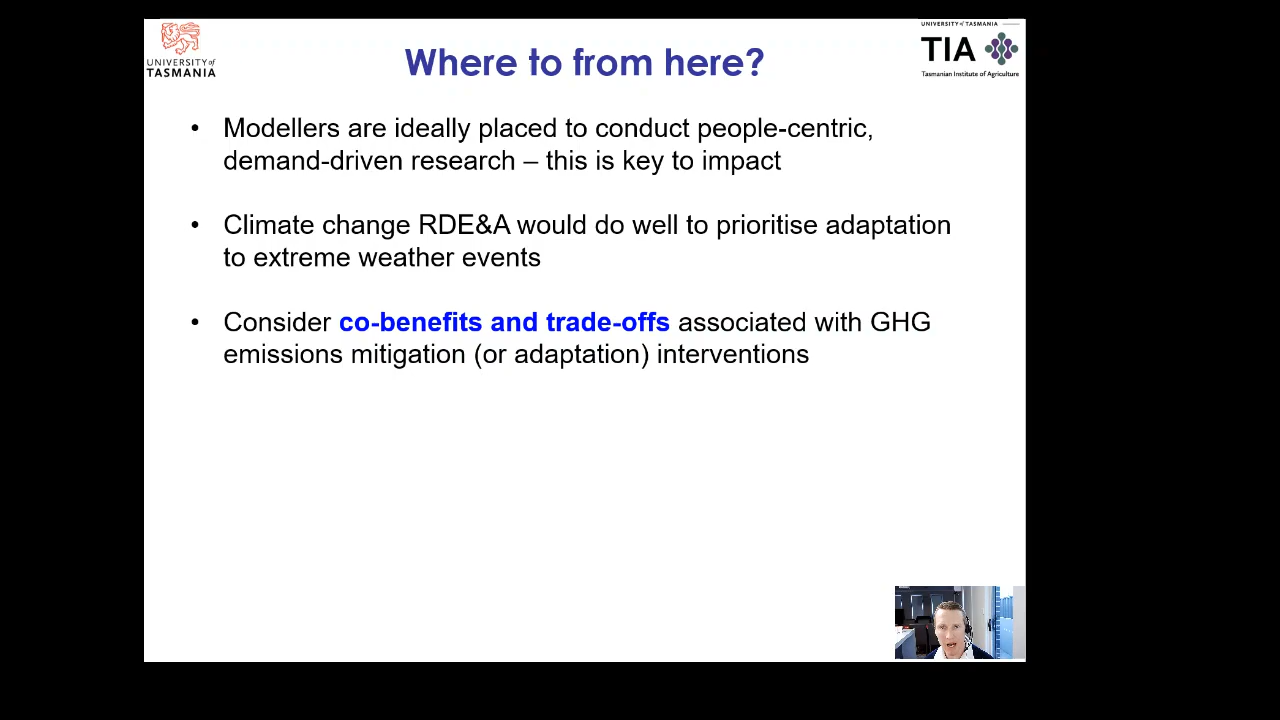 UNIVERSITY of
TASMANIA
Where to from here?
UNIVERSITY of TASMANIA
TIA
Tasmanian Institute of Agriculture
• Modellers are ideally placed to conduct people-centric,
demand-driven research – this is key to impact
• Climate change RDE&A would do well to prioritise adaptation
to extreme weather events
• Consider co-benefits and trade-offs associated with GHG
emissions mitigation (or adaptation) interventions